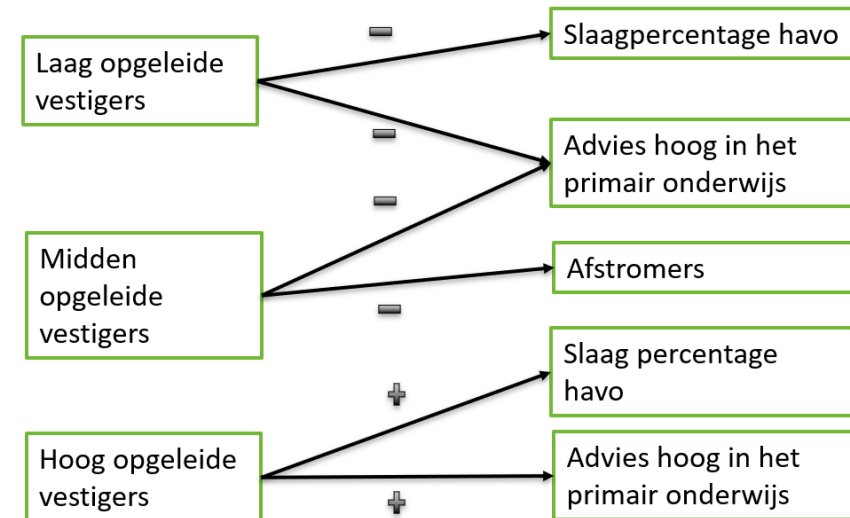 Laag opgeleide
vestigers
Slaagpercentage havo
Advies hoog in het
primair onderwijs
Midden
opgeleide
vestigers
Afstromers
Slaag percentage
havo
Hoog opgeleide
vestigers
Advies hoog in het
primair onderwijs